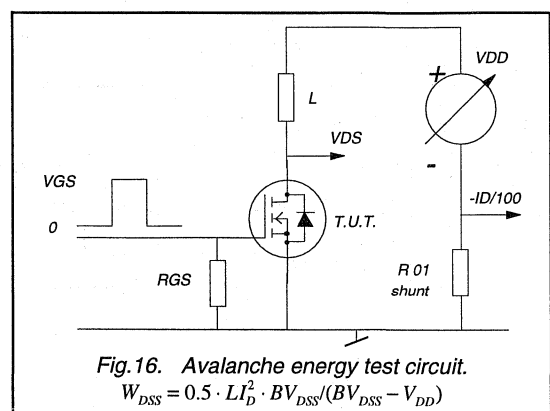 VDD
+
L
VDS
-
VGS
-ID/100
0
T.U.T.
RGS
R 01
shunt
Fig.16. Avalanche energy test circuit.
W_DSS = 0.5 · LI_D^2 · BV_DSS/(BV_DSS − V_DD)